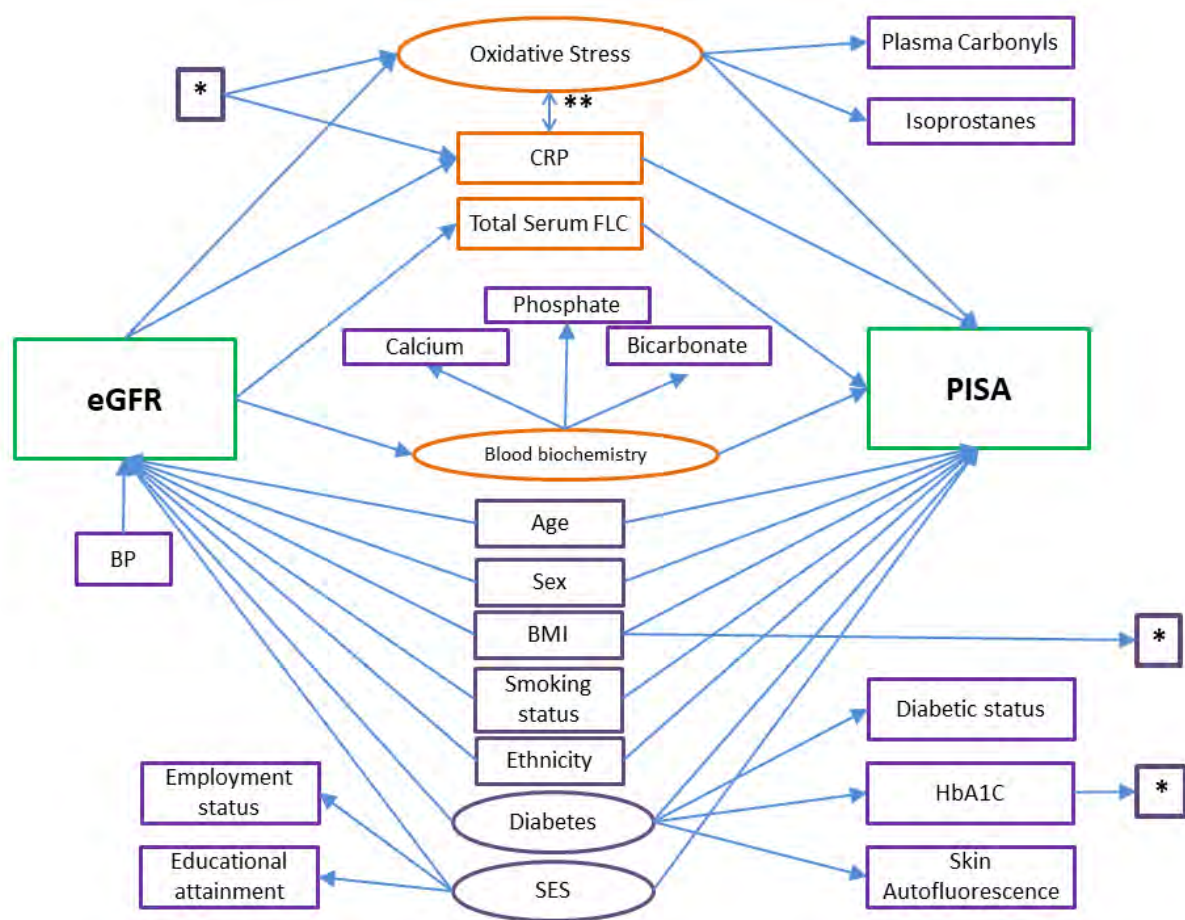 Oxidative Stress
Plasma Carbonyls
*
**
Isoprostanes
CRP
Total Serum FLC
Phosphate
Calcium
Bicarbonate
eGFR
PISA
Blood biochemistry
Age
BP
Sex
BMI
*
Smoking
status
Diabetic status
Ethnicity
Employment
status
HbA1C
*
Diabetes
Educational
attainment
SES
Skin
Autofluorescence